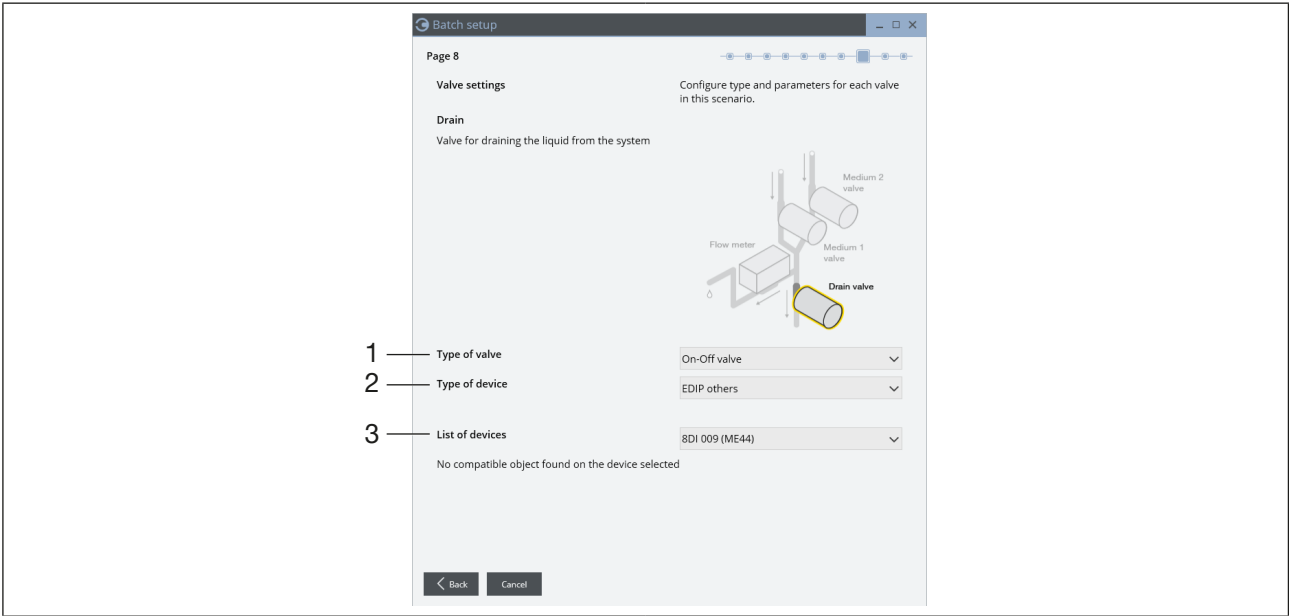 Batch setup
Page 8
Valve settings
Configure type and parameters for each valve
in this scenario.
Drain
Valve for draining the liquid from the system
Medium 2
valve
Flow meter
Medium 1
valve
Drain valve
1
Type of valve
On-Off valve
2
Type of device
EDIP others
3
List of devices
8DI 009 (ME44)
No compatible object found on the device selected
Back
Cancel